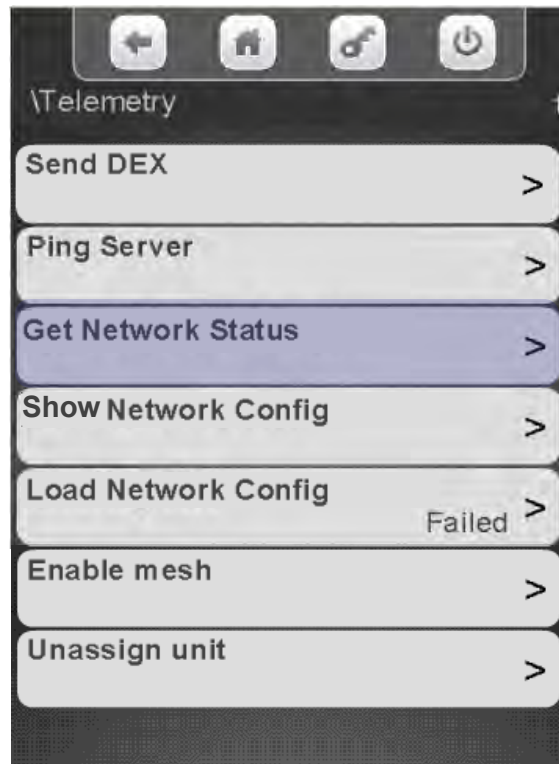 \Telemetry
Send DEX
>
Ping Server
>
Get Network Status
>
Show Network Config
>
Load Network Config
Failed >
Enable mesh
>
Unassign unit
>